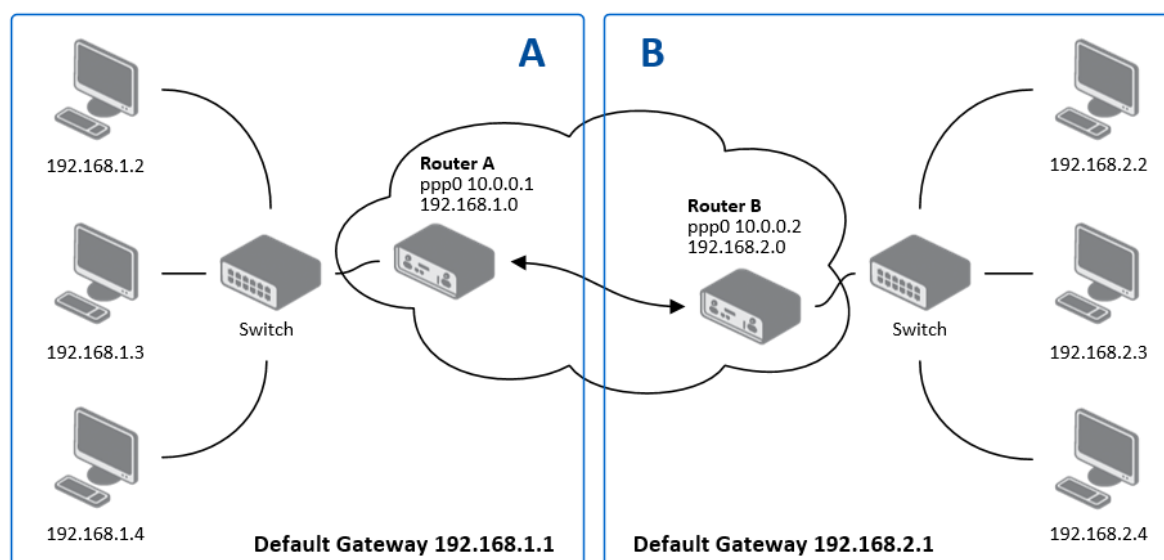 A
B
192.168.1.2
192.168.1.3
192.168.1.4
Switch
Router A
ppp0 10.0.0.1
192.168.1.0
Router B
ppp0 10.0.0.2
192.168.2.0
Switch
192.168.2.2
192.168.2.3
192.168.2.4
Default Gateway 192.168.1.1
Default Gateway 192.168.2.1